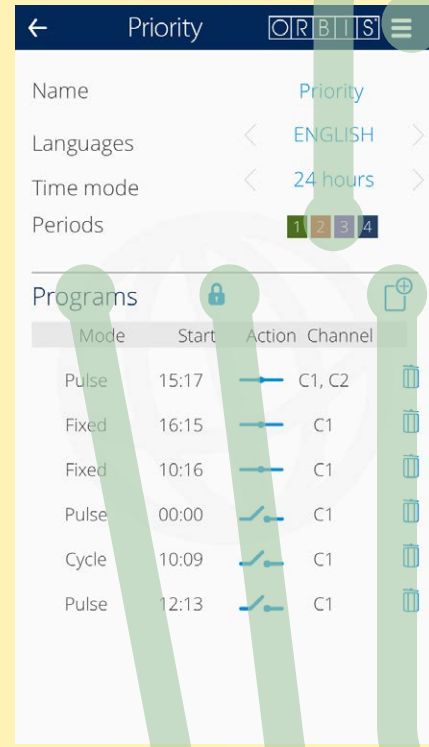 Priority ORBIS
Name Priority
Languages ENGLISH
Time mode 24 hours
Periods 1 2 3 4
Programs
Mode Start Action Channel
Pulse 15:17 C1, C2
Fixed 16:15 C1
Fixed 10:16 C1
Pulse 00:00 C1
Cycle 10:09 C1
Pulse 12:13 C1